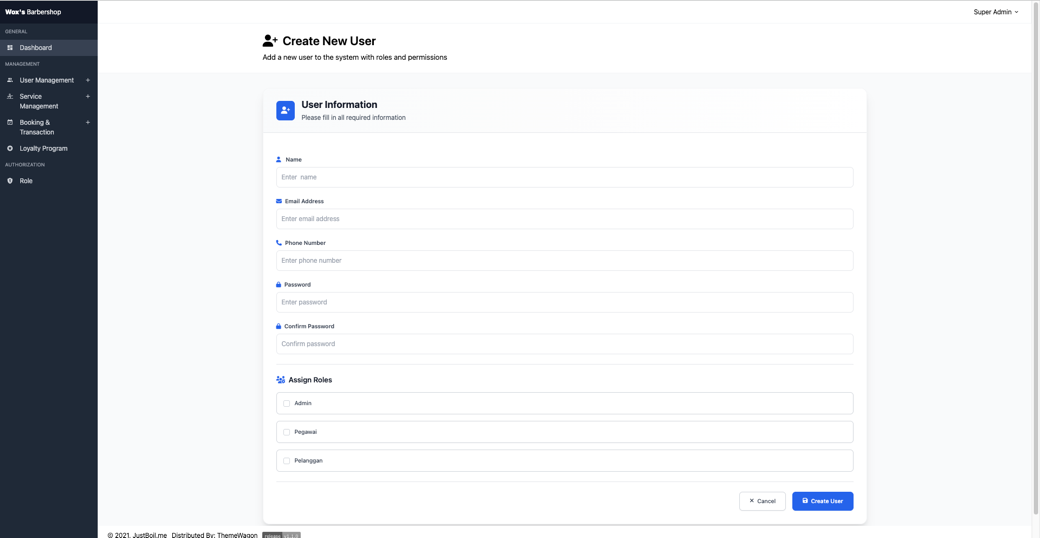 Wox's Barbershop
Super Admin
GENERAL
Dashboard
MANAGEMENT
User Management +
Service
Management +
Booking &
Transaction +
Loyalty Program
AUTHORIZATION
Role
Create New User
Add a new user to the system with roles and permissions
User Information
Please fill in all required information
Name
Enter name
Email Address
Enter email address
Phone Number
Enter phone number
Password
Enter password
Confirm Password
Confirm password
Assign Roles
Admin
Pegawai
Pelanggan
Cancel
Create User
© 2021, JustBoil.me Distributed By: ThemeWagon